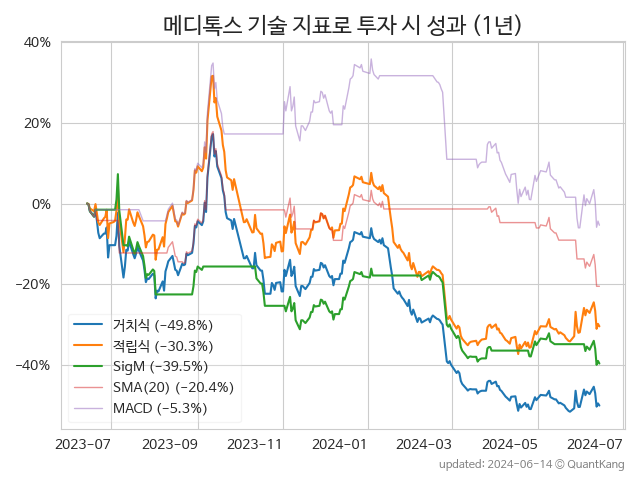 메디톡스 기술 지표로 투자 시 성과 (1년)
40%
20%
0%
−20%
−40%
거치식 (−49.8%)
적립식 (−30.3%)
SigM (−39.5%)
SMA(20) (−20.4%)
MACD (−5.3%)
2023−07 2023−09 2023−11 2024−01 2024−03 2024−05 2024−07
updated: 2024−06−14 © QuantKang